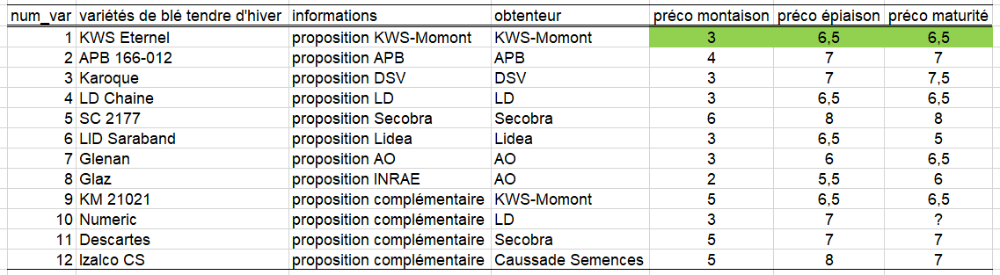 num_var variétés de blé tendre d'hiver informations obtenteur préco montaison préco épiaison préco maturité
1 KWS Eternel proposition KWS-Momont KWS-Momont 3 6,5 6,5
2 APB 166-012 proposition APB APB 4 7 7
3 Karoque proposition DSV DSV 3 7 7,5
4 LD Chaine proposition LD LD 3 6,5 6,5
5 SC 2177 proposition Secobra Secobra 6 8 8
6 LID Saraband proposition Lidea Lidea 3 6,5 5
7 Glenan proposition AO AO 3 6 6,5
8 Glaz proposition INRAE AO 2 5,5 6
9 KM 21021 proposition complémentaire KWS-Momont 5 6,5 6,5
10 Numeric proposition complémentaire LD 3 7 ?
11 Descartes proposition complémentaire Secobra 5 7 7
12 Izalco CS proposition complémentaire Caussade Semences 5 8 7